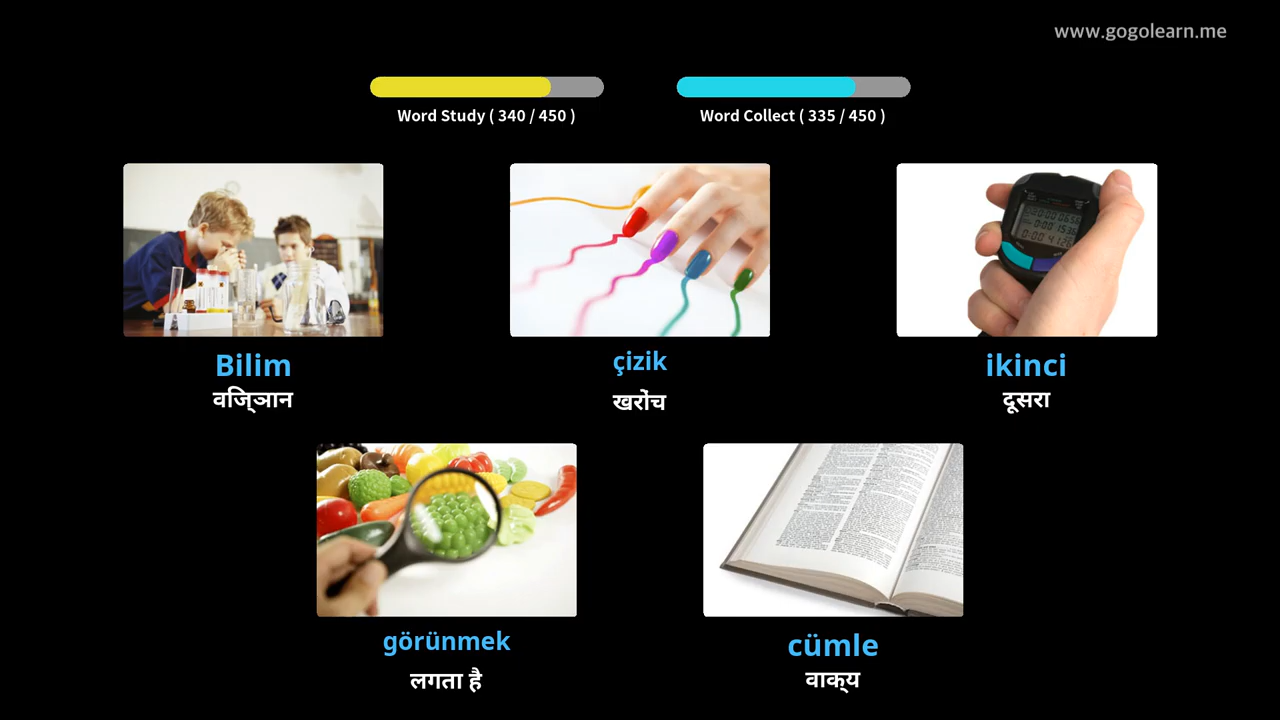 www.gogolearn.me
Word Study ( 340 / 450 )
Word Collect ( 335 / 450 )
Bilim
विज्ञान
çizik
खरोंच
ikinci
दूसरा
görünmek
लगता है
cümle
वाक्य